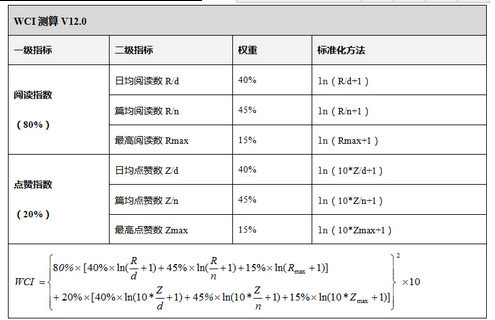 WCI 测算 V12.0
一级指标 二级指标 权重 标准化方法
阅读指数
（80%）
日均阅读数 R/d 40% ln（R/d+1）
篇均阅读数 R/n 45% ln（R/n+1）
最高阅读数 Rmax 15% ln（Rmax+1）
点赞指数
（20%）
日均点赞数 Z/d 40% ln（10*Z/d+1）
篇均点赞数 Z/n 45% ln（10*Z/n+1）
最高点赞数 Zmax 15% ln（10*Zmax+1）
WCI = { 80%×[40%×ln(R/d+1)+45%×ln(R/n+1)+15%×ln(Rmax+1)]
+20%×[40%×ln(10*Z/d+1)+45%×ln(10*Z/n+1)+15%×ln(10*Zmax+1)] }² ×10